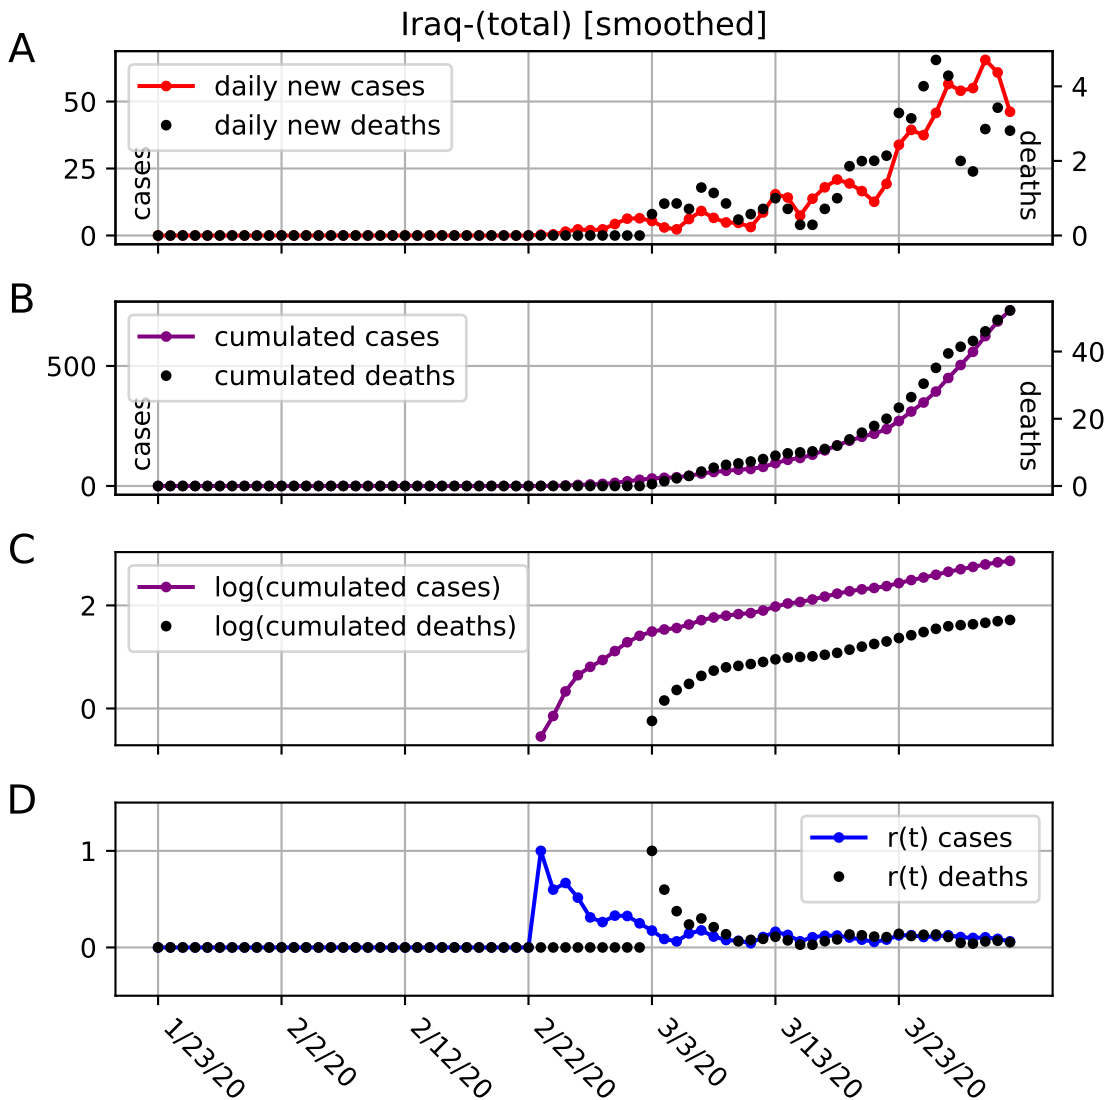 Iraq-(total) [smoothed]
A
daily new cases
daily new deaths
50
25
0
cases
4
2
0
deaths
B
cumulated cases
cumulated deaths
500
0
cases
40
20
0
deaths
C
log(cumulated cases)
log(cumulated deaths)
2
0
D
r(t) cases
r(t) deaths
1
0
1/23/20
2/2/20
2/12/20
2/22/20
3/3/20
3/13/20
3/23/20